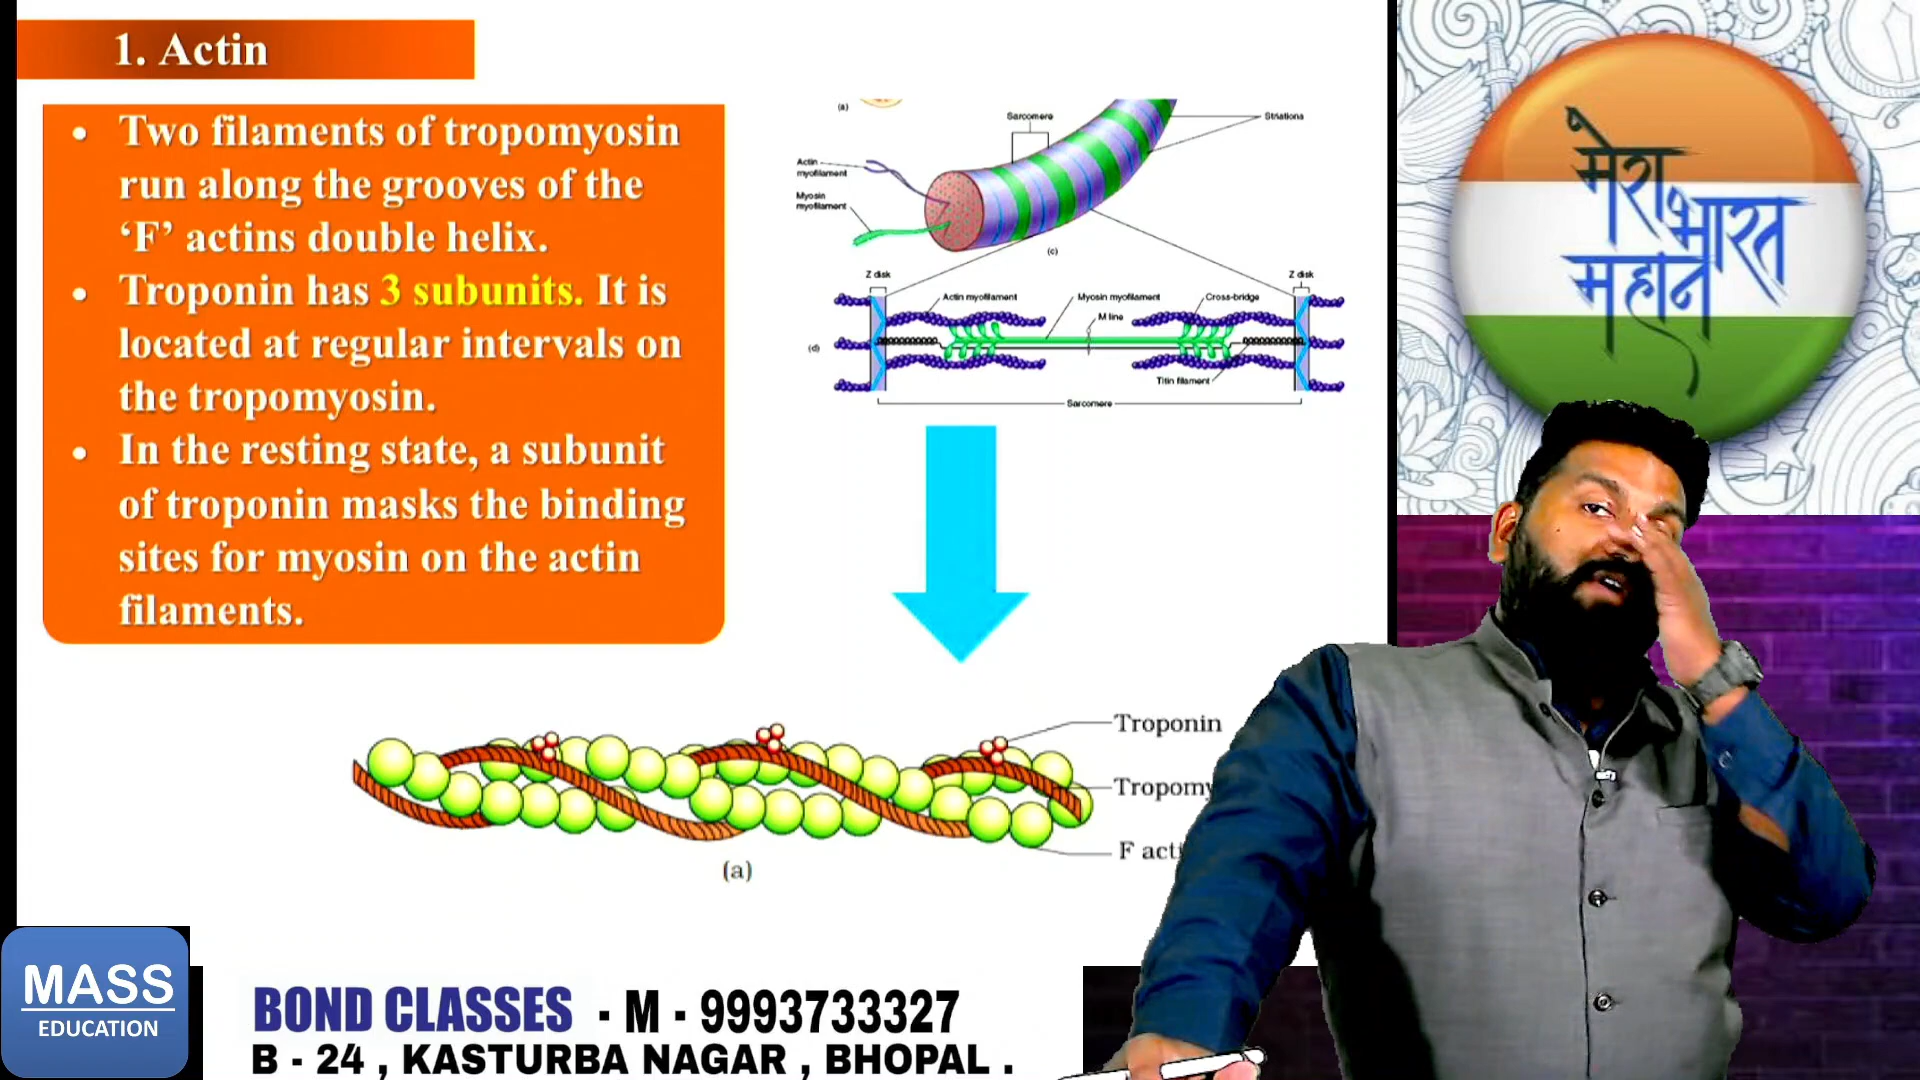 1. Actin
• Two filaments of tropomyosin
run along the grooves of the
‘F’ actins double helix.
• Troponin has 3 subunits. It is
located at regular intervals on
the tropomyosin.
• In the resting state, a subunit
of troponin masks the binding
sites for myosin on the actin
filaments.
(a)
Sarcomere
Striations
Actin
myofilament
Myosin
myofilament
(c)
Z disk
Z disk
Actin myofilament
Myosin myofilament
Cross-bridge
M line
(d)
Titin filament
Sarcomere
Troponin
Tropomy
F acti
(a)
मेरा
भारत
महान
MASS
EDUCATION
BOND CLASSES - M - 9993733327
B - 24 , KASTURBA NAGAR , BHOPAL .